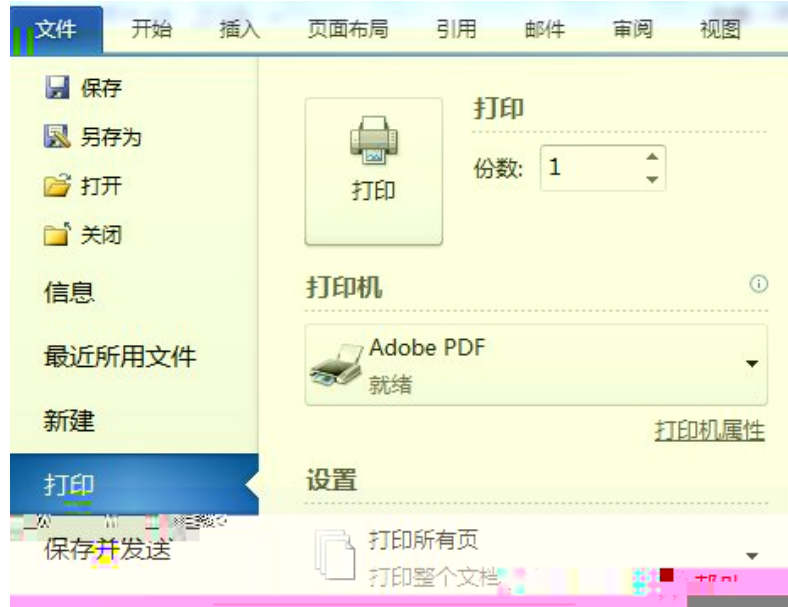 文件 开始 插入 页面布局 引用 邮件 审阅 视图
保存
另存为
打开
关闭
信息
最近所用文件
新建
打印
保存并发送
打印
打印
份数: 1
打印机
Adobe PDF
就绪
打印机属性
设置
打印所有页
打印整个文档